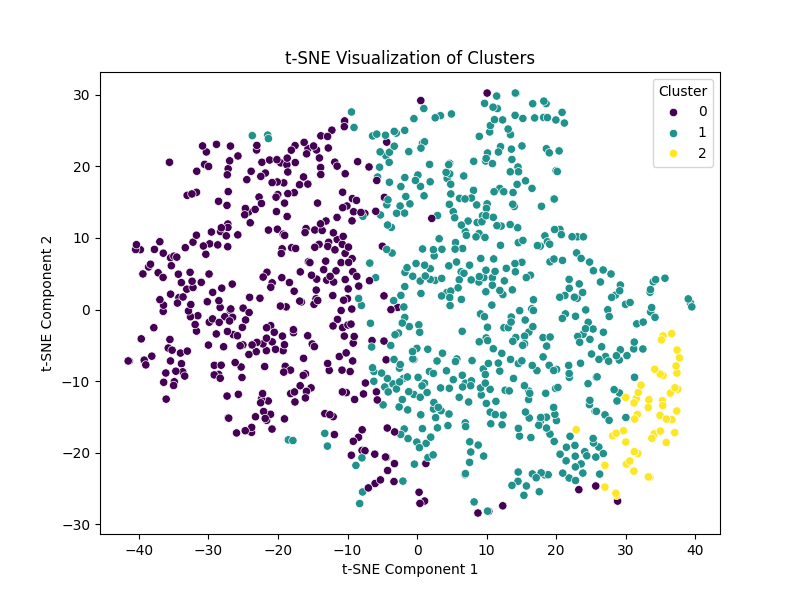 t-SNE Visualization of Clusters
Cluster
0
1
2
30
20
10
0
−10
−20
−30
t-SNE Component 2
−40 −30 −20 −10 0 10 20 30 40
t-SNE Component 1